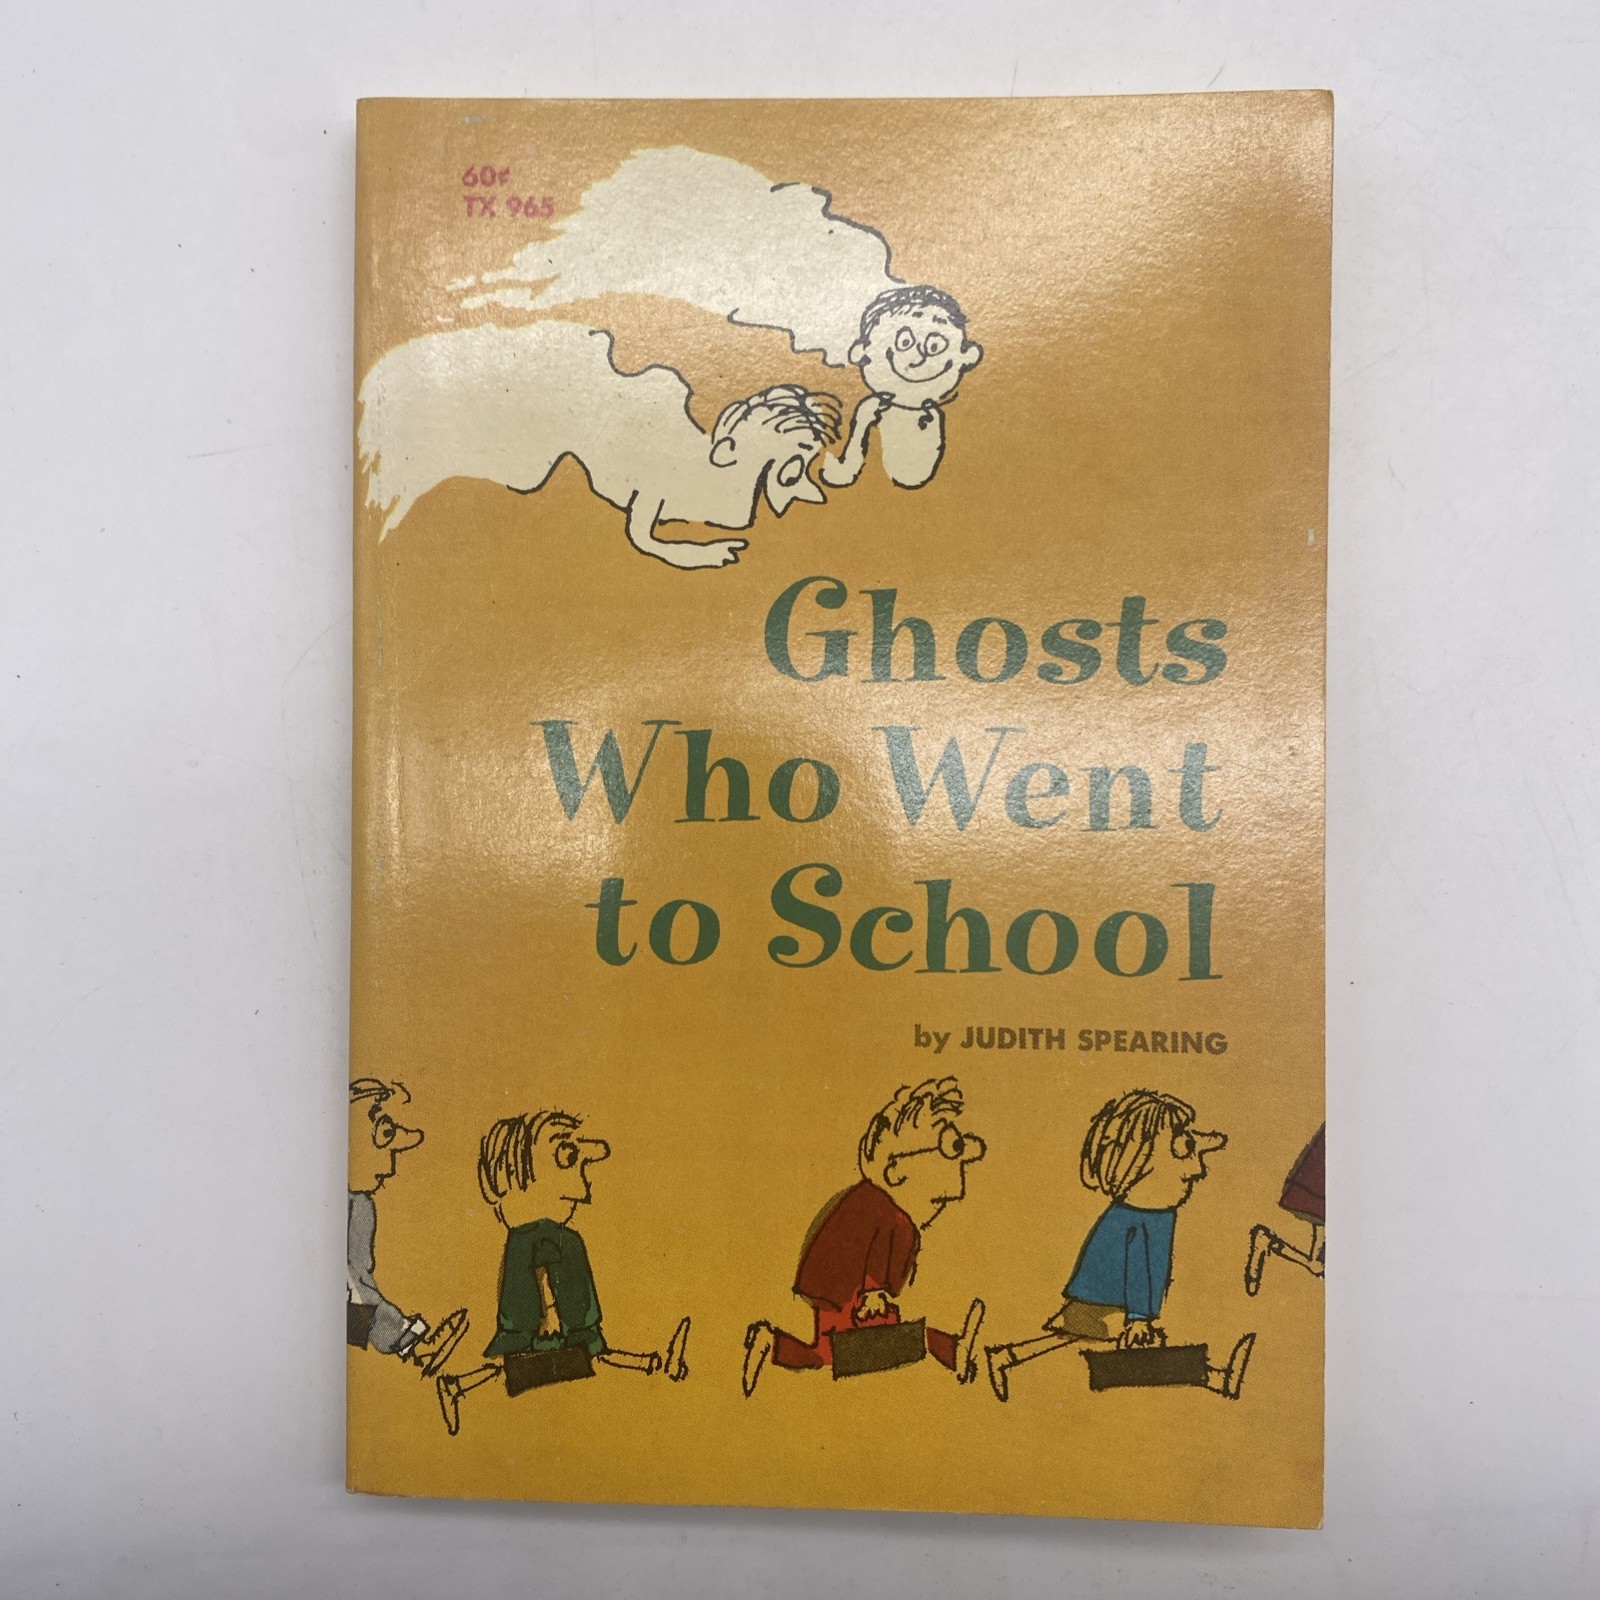 60¢
TX 965
Ghosts
Who Went
to School
by JUDITH SPEARING